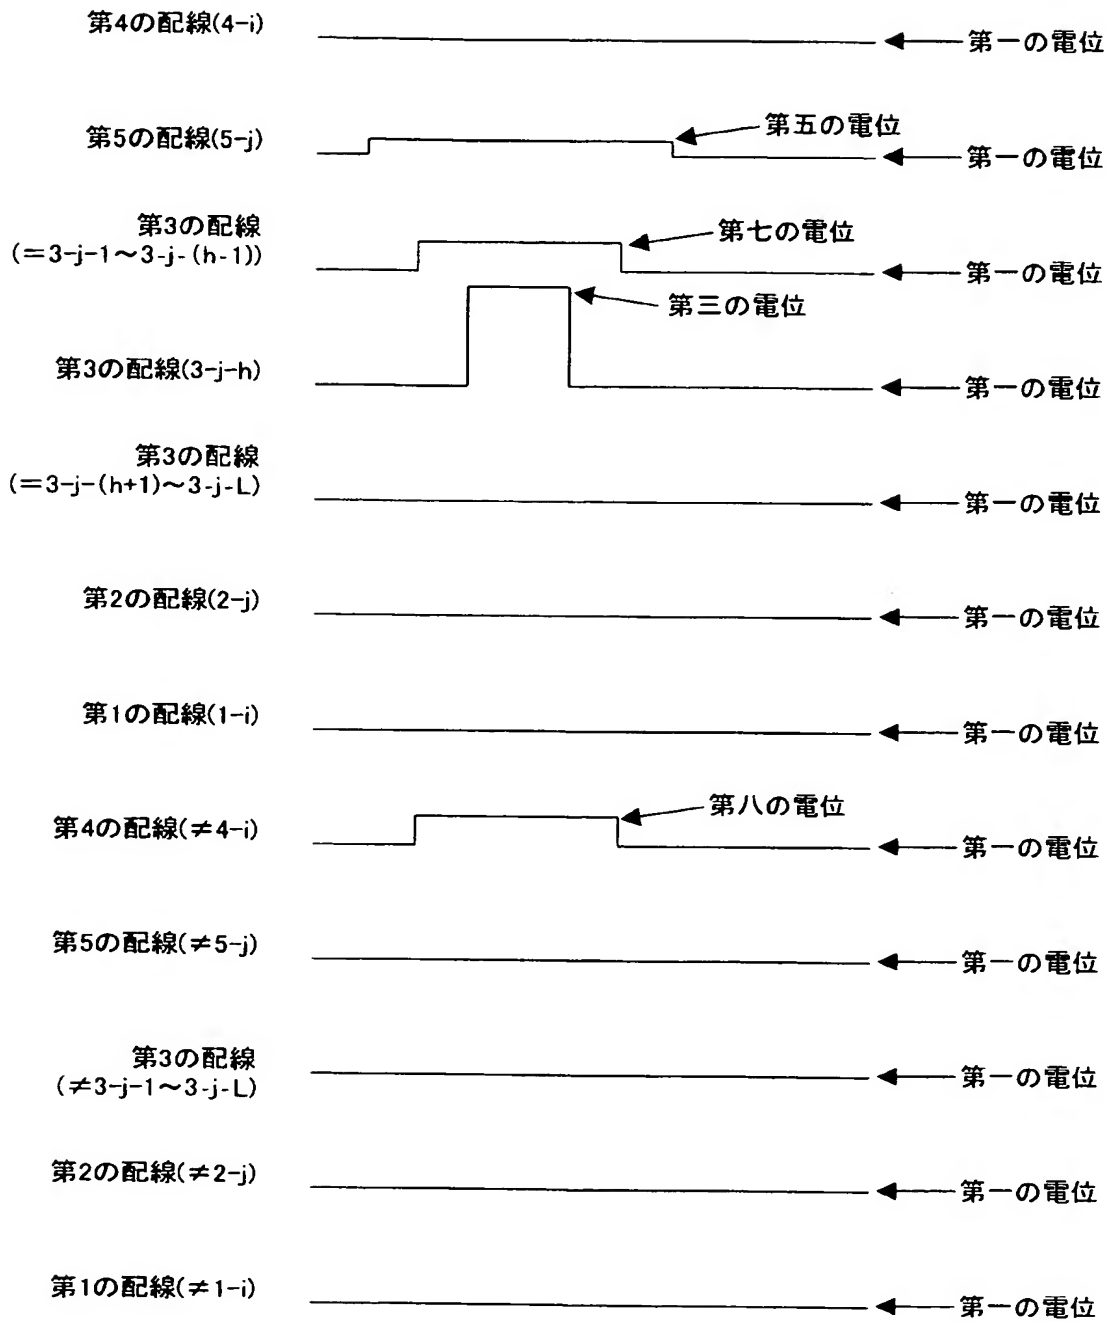 第4の配線(4-i)
第一の電位
第5の配線(5-j)
第五の電位
第一の電位
第3の配線
(=3-j-1～3-j-(h-1))
第七の電位
第一の電位
第三の電位
第3の配線(3-j-h)
第一の電位
第3の配線
(=3-j-(h+1)～3-j-L)
第一の電位
第2の配線(2-j)
第一の電位
第1の配線(1-i)
第一の電位
第八の電位
第4の配線(≠4-i)
第一の電位
第5の配線(≠5-j)
第一の電位
第3の配線
(≠3-j-1～3-j-L)
第一の電位
第2の配線(≠2-j)
第一の電位
第1の配線(≠1-i)
第一の電位